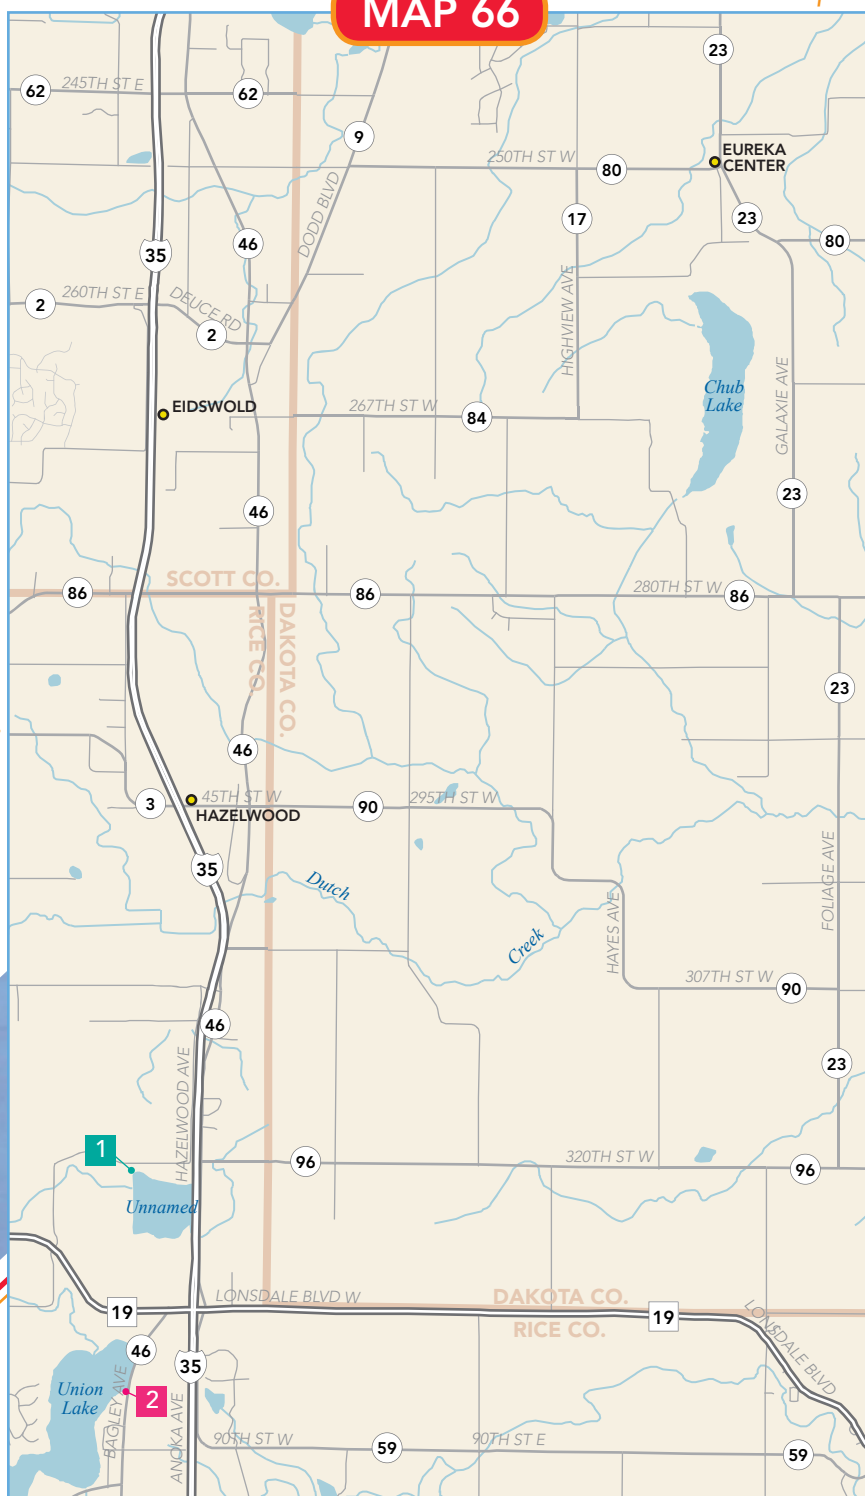 MAP 66
23
62
245TH ST E
62
9
250TH ST W
80
EUREKA
CENTER
DODD BLVD
17
23
80
46
35
2
260TH ST E
DEUCE RD
2
HIGHVIEW AVE
GALAXIE AVE
Chub
Lake
EIDSWOLD
267TH ST W
84
23
46
SCOTT CO.
86
86
280TH ST W
86
RICE CO.
DAKOTA CO.
23
46
3
45TH ST W
HAZELWOOD
90
295TH ST W
35
Dutch
Creek
FOLIAGE AVE
HAYES AVE
307TH ST W
90
46
HAZELWOOD AVE
23
1
96
320TH ST W
96
Unnamed
LONSDALE BLVD W
DAKOTA CO.
19
19
RICE CO.
LONSDALE BLVD
46
35
Union
Lake
2
BAGLEY AVE
ANOKA AVE
90TH ST W
59
90TH ST E
59